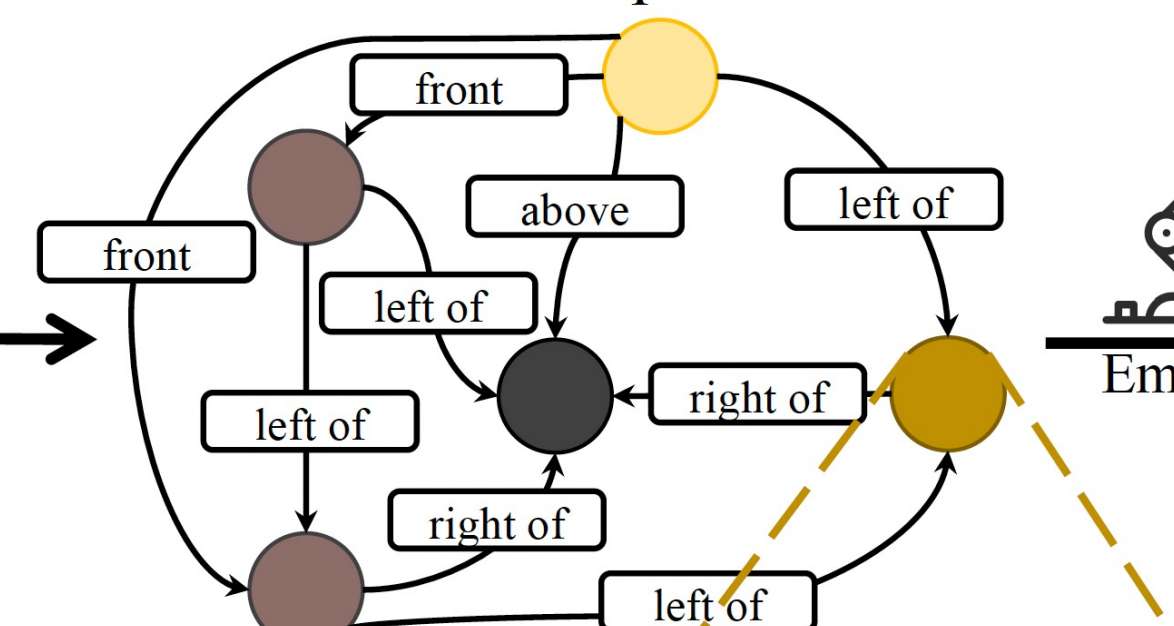 front
above
left of
front
left of
right of
Em
left of
right of
left of